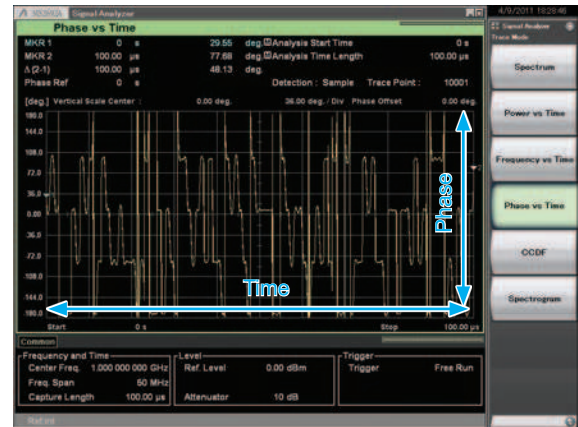 Signal Analyzer
4/9/2011 18:28:46
Phase vs Time
MKR 1 0 s 29.55 deg. Analysis Start Time 0 s
MKR 2 100.00 µs 77.68 deg. Analysis Time Length 100.00 µs
Δ (2-1) 100.00 µs 48.13 deg.
Phase Ref 0 s Detection : Sample Trace Point : 10001
[deg.] Vertical Scale Center : 0.00 deg. 36.00 deg. / Div Phase Offset 0.00 deg.
180.0
144.0
108.0
72.0
36.0
0.00
36.0
72.0
-108.0
-144.0
180.0
2
Phase
Time
Start 0 s Stop 100.00 µs
Common
Frequency and Time
Center Freq. 1.000 000 000 GHz
Freq. Span 50 MHz
Capture Length 100.00 µs
Level
Ref. Level 0.00 dBm
Attenuator 10 dB
Trigger
Trigger Free Run
Ref.Int
Signal Analyzer
Trace Mode
Spectrum
Power vs Time
Frequency vs Time
Phase vs Time
CCDF
Spectrogram